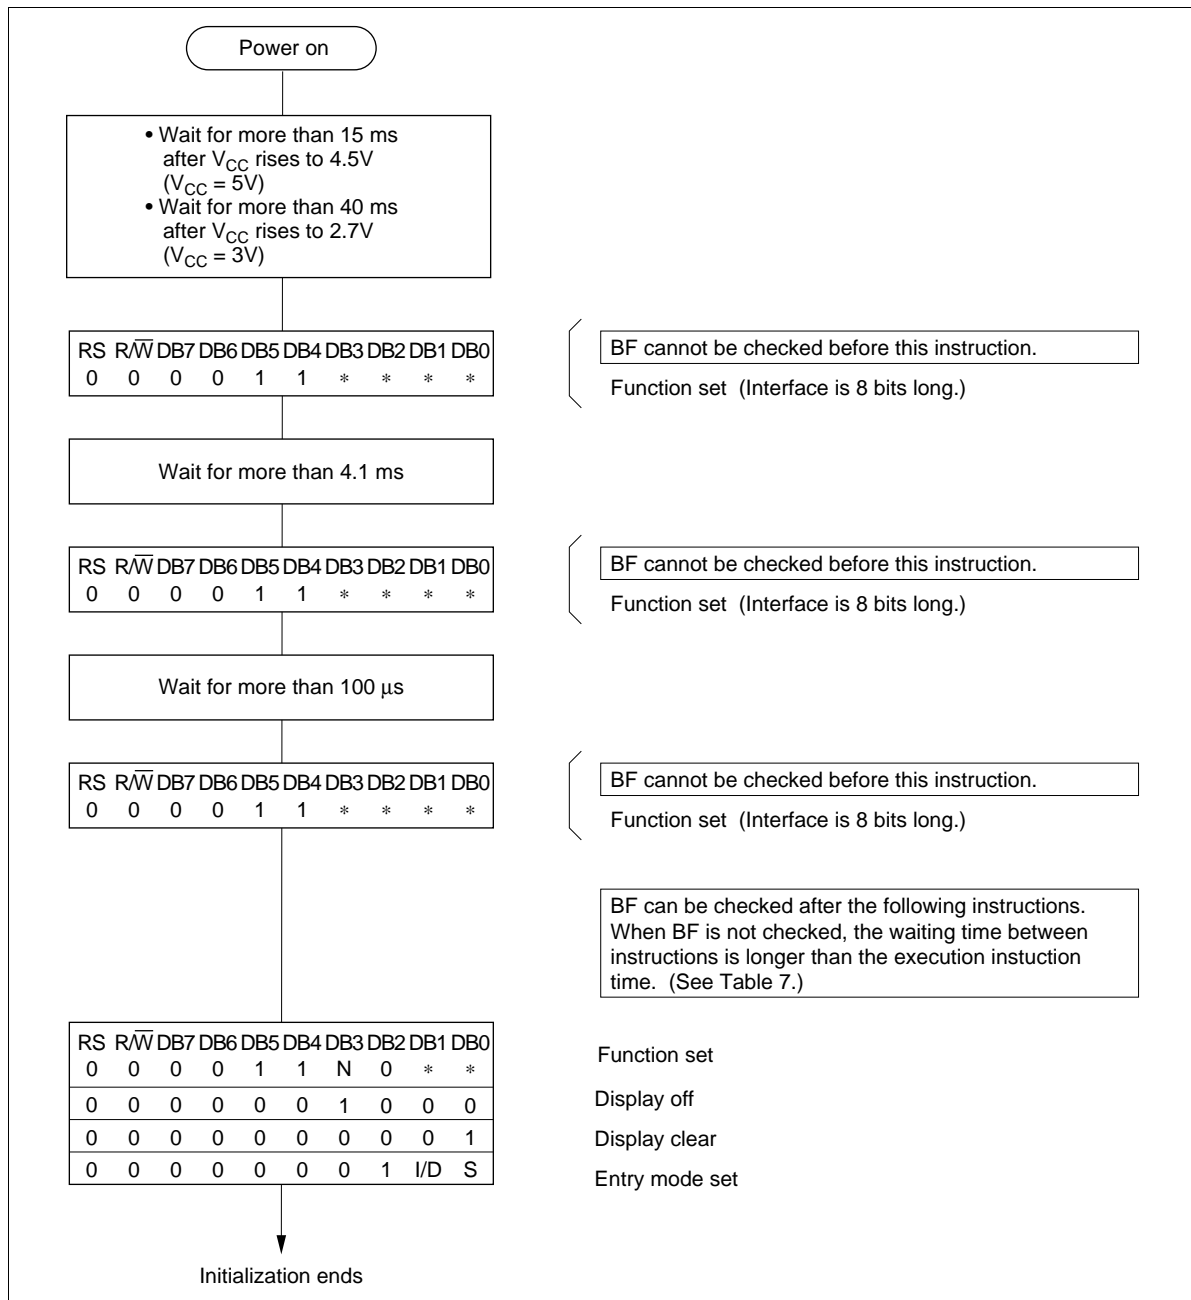 Power on
• Wait for more than 15 ms
after VCC rises to 4.5V
(VCC = 5V)
• Wait for more than 40 ms
after VCC rises to 2.7V
(VCC = 3V)
RS R/W̅ DB7 DB6 DB5 DB4 DB3 DB2 DB1 DB0
0 0 0 0 1 1 * * * *
BF cannot be checked before this instruction.
Function set (Interface is 8 bits long.)
Wait for more than 4.1 ms
RS R/W̅ DB7 DB6 DB5 DB4 DB3 DB2 DB1 DB0
0 0 0 0 1 1 * * * *
BF cannot be checked before this instruction.
Function set (Interface is 8 bits long.)
Wait for more than 100 µs
RS R/W̅ DB7 DB6 DB5 DB4 DB3 DB2 DB1 DB0
0 0 0 0 1 1 * * * *
BF cannot be checked before this instruction.
Function set (Interface is 8 bits long.)
BF can be checked after the following instructions.
When BF is not checked, the waiting time between
instructions is longer than the execution instuction
time. (See Table 7.)
RS R/W̅ DB7 DB6 DB5 DB4 DB3 DB2 DB1 DB0
0 0 0 0 1 1 N 0 * *
Function set
0 0 0 0 0 0 1 0 0 0
Display off
0 0 0 0 0 0 0 0 0 1
Display clear
0 0 0 0 0 0 0 1 I/D S
Entry mode set
Initialization ends